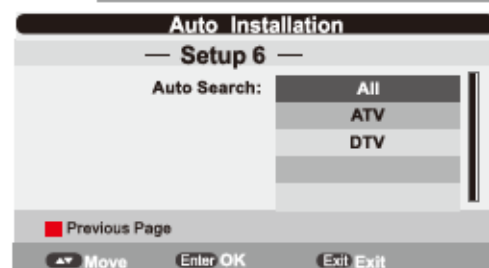 Auto Installation
— Setup 6 —
Auto Search: All
ATV
DTV
Previous Page
Move Enter OK Exit Exit